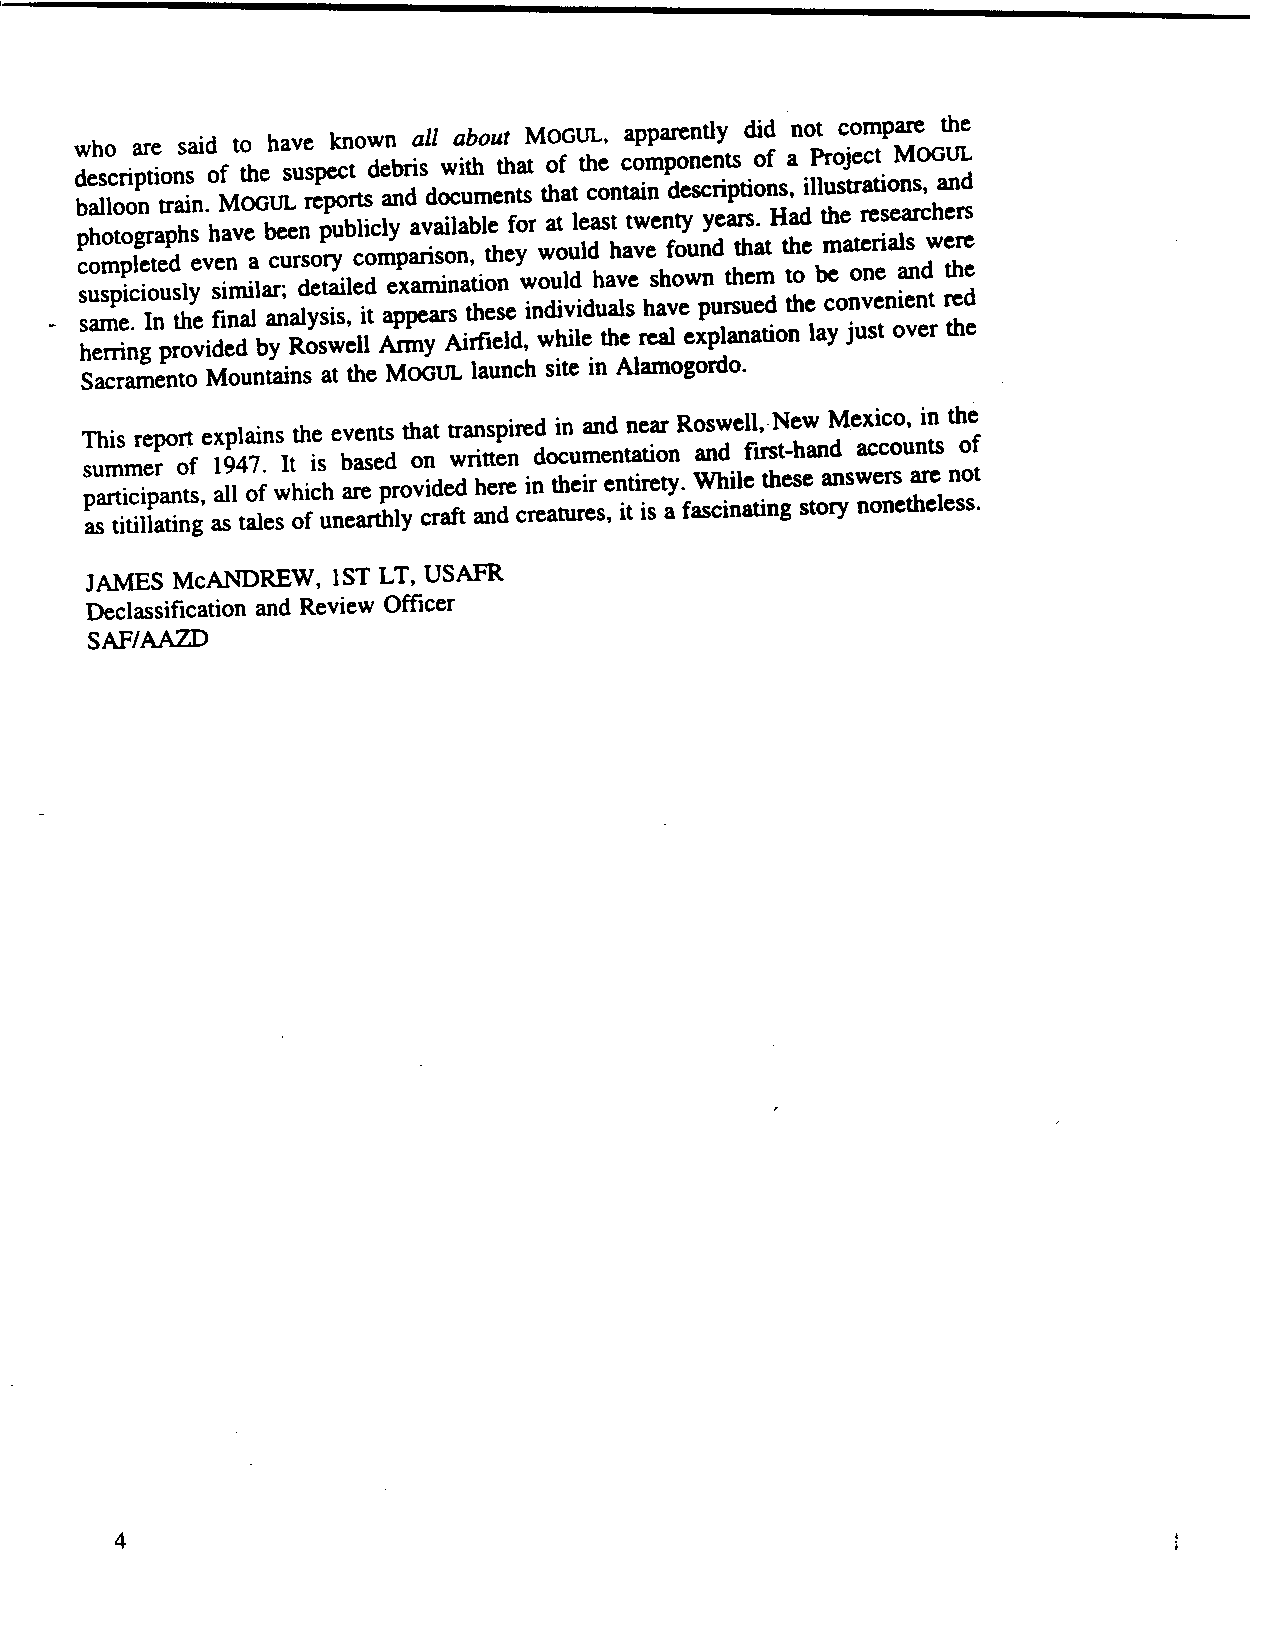 who are said to have known all about MOGUL, apparently did not compare the
descriptions of the suspect debris with that of the components of a Project MOGUL
balloon train. MOGUL reports and documents that contain descriptions, illustrations, and
photographs have been publicly available for at least twenty years. Had the researchers
completed even a cursory comparison, they would have found that the materials were
suspiciously similar; detailed examination would have shown them to be one and the
same. In the final analysis, it appears these individuals have pursued the convenient red
herring provided by Roswell Army Airfield, while the real explanation lay just over the
Sacramento Mountains at the MOGUL launch site in Alamogordo.
This report explains the events that transpired in and near Roswell, New Mexico, in the
summer of 1947. It is based on written documentation and first-hand accounts of
participants, all of which are provided here in their entirety. While these answers are not
as titillating as tales of unearthly craft and creatures, it is a fascinating story nonetheless.
JAMES McANDREW, 1ST LT, USAFR
Declassification and Review Officer
SAF/AAZD
4